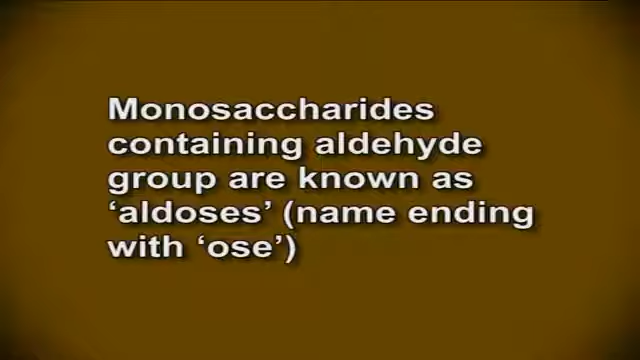 Monosaccharides
containing aldehyde
group are known as
‘aldoses’ (name ending
with ‘ose’)